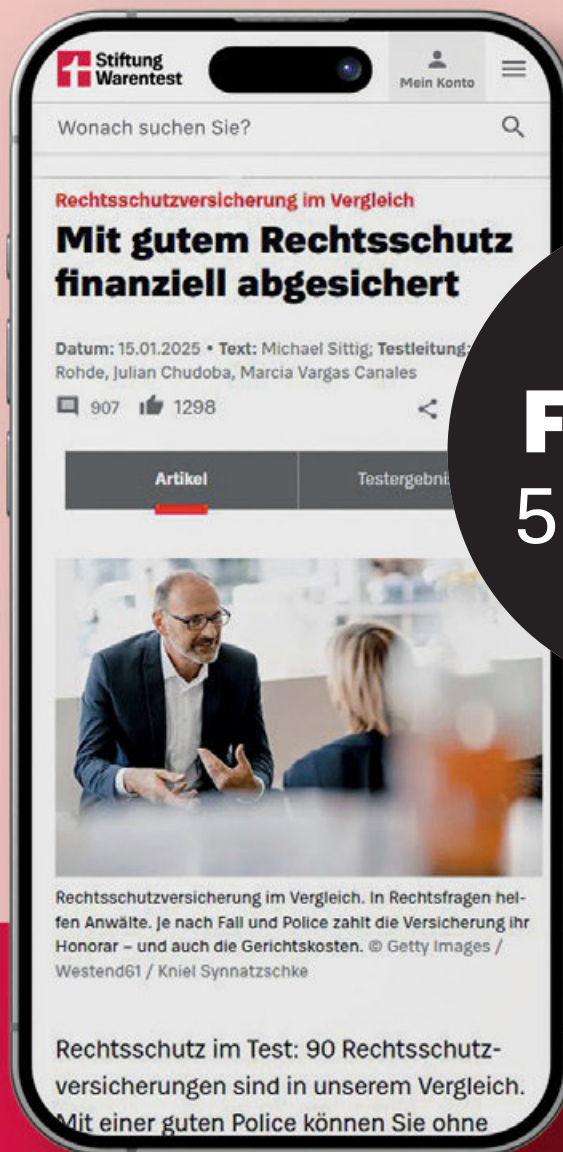 Stiftung
Warentest
Mein Konto
Wonach suchen Sie?
Rechtsschutzversicherung im Vergleich
Mit gutem Rechtsschutz
finanziell abgesichert
Datum: 15.01.2025 • Text: Michael Sittig; Testleitung:
Rohde, Julian Chudoba, Marcia Vargas Canales
907 1298
F
5
Artikel
Rechtsschutzversicherung im Vergleich. In Rechtsfragen hel-
fen Anwälte. Je nach Fall und Police zahlt die Versicherung ihr
Honorar – und auch die Gerichtskosten. © Getty Images /
Westend61 / Kniel Synnatzschke
Rechtsschutz im Test: 90 Rechtsschutz-
versicherungen sind in unserem Vergleich.
Mit einer guten Police können Sie ohne